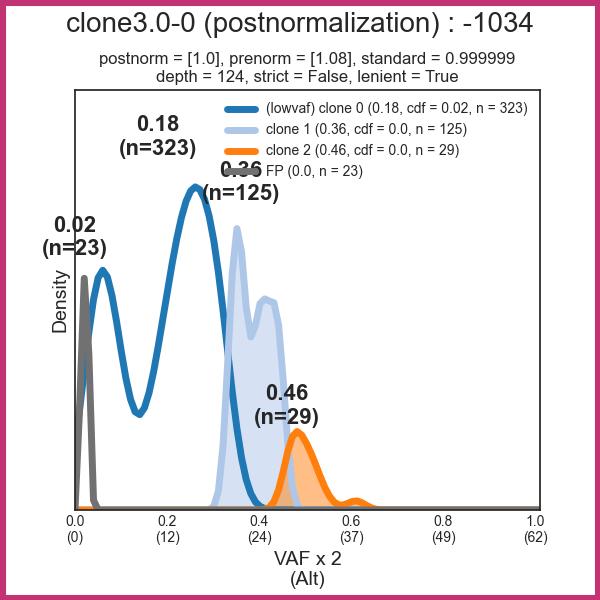 clone3.0-0 (postnormalization) : -1034
postnorm = [1.0], prenorm = [1.08], standard = 0.999999
depth = 124, strict = False, lenient = True
(lowvaf) clone 0 (0.18, cdf = 0.02, n = 323)
clone 1 (0.36, cdf = 0.0, n = 125)
clone 2 (0.46, cdf = 0.0, n = 29)
FP (0.0, n = 23)
0.18
(n=323)
0.36
(n=125)
0.02
(n=23)
0.46
(n=29)
Density
0.0 0.2 0.4 0.6 0.8 1.0
(0) (12) (24) (37) (49) (62)
VAF x 2
(Alt)